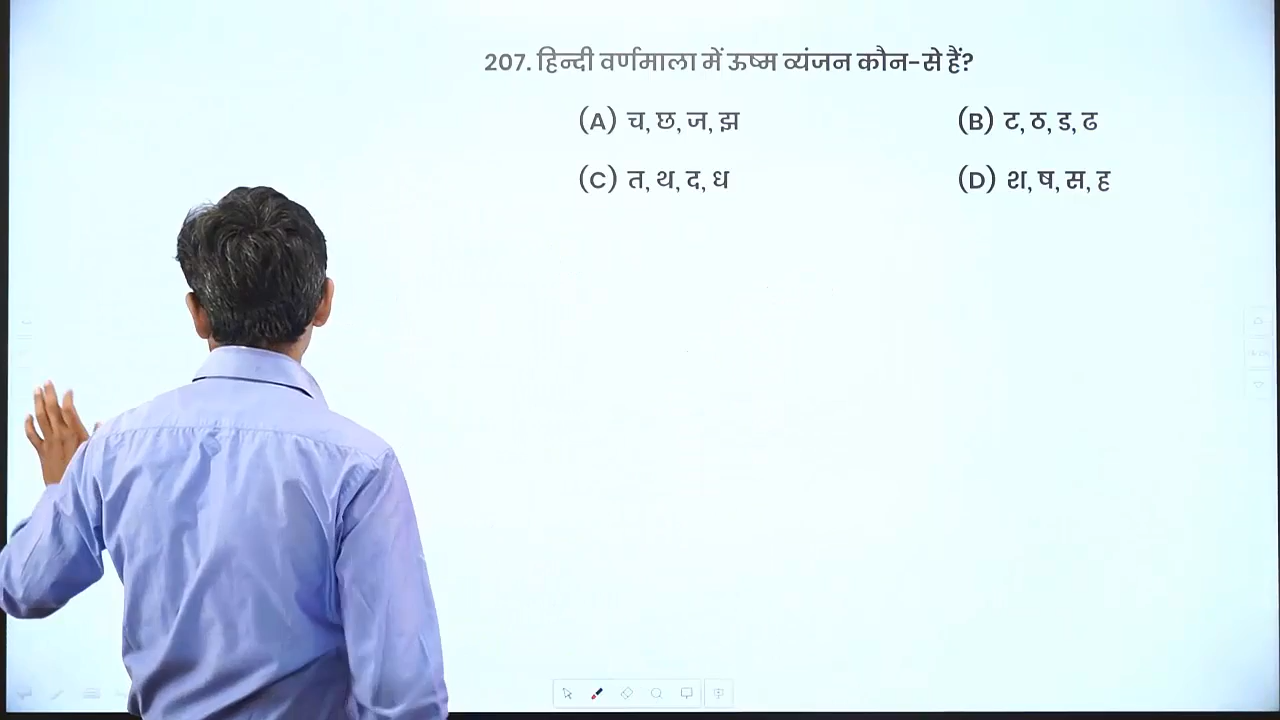 207. हिन्दी वर्णमाला में ऊष्म व्यंजन कौन-से हैं?
(A) च, छ, ज, झ (B) ट, ठ, ड, ढ
(C) त, थ, द, ध (D) श, ष, स, ह